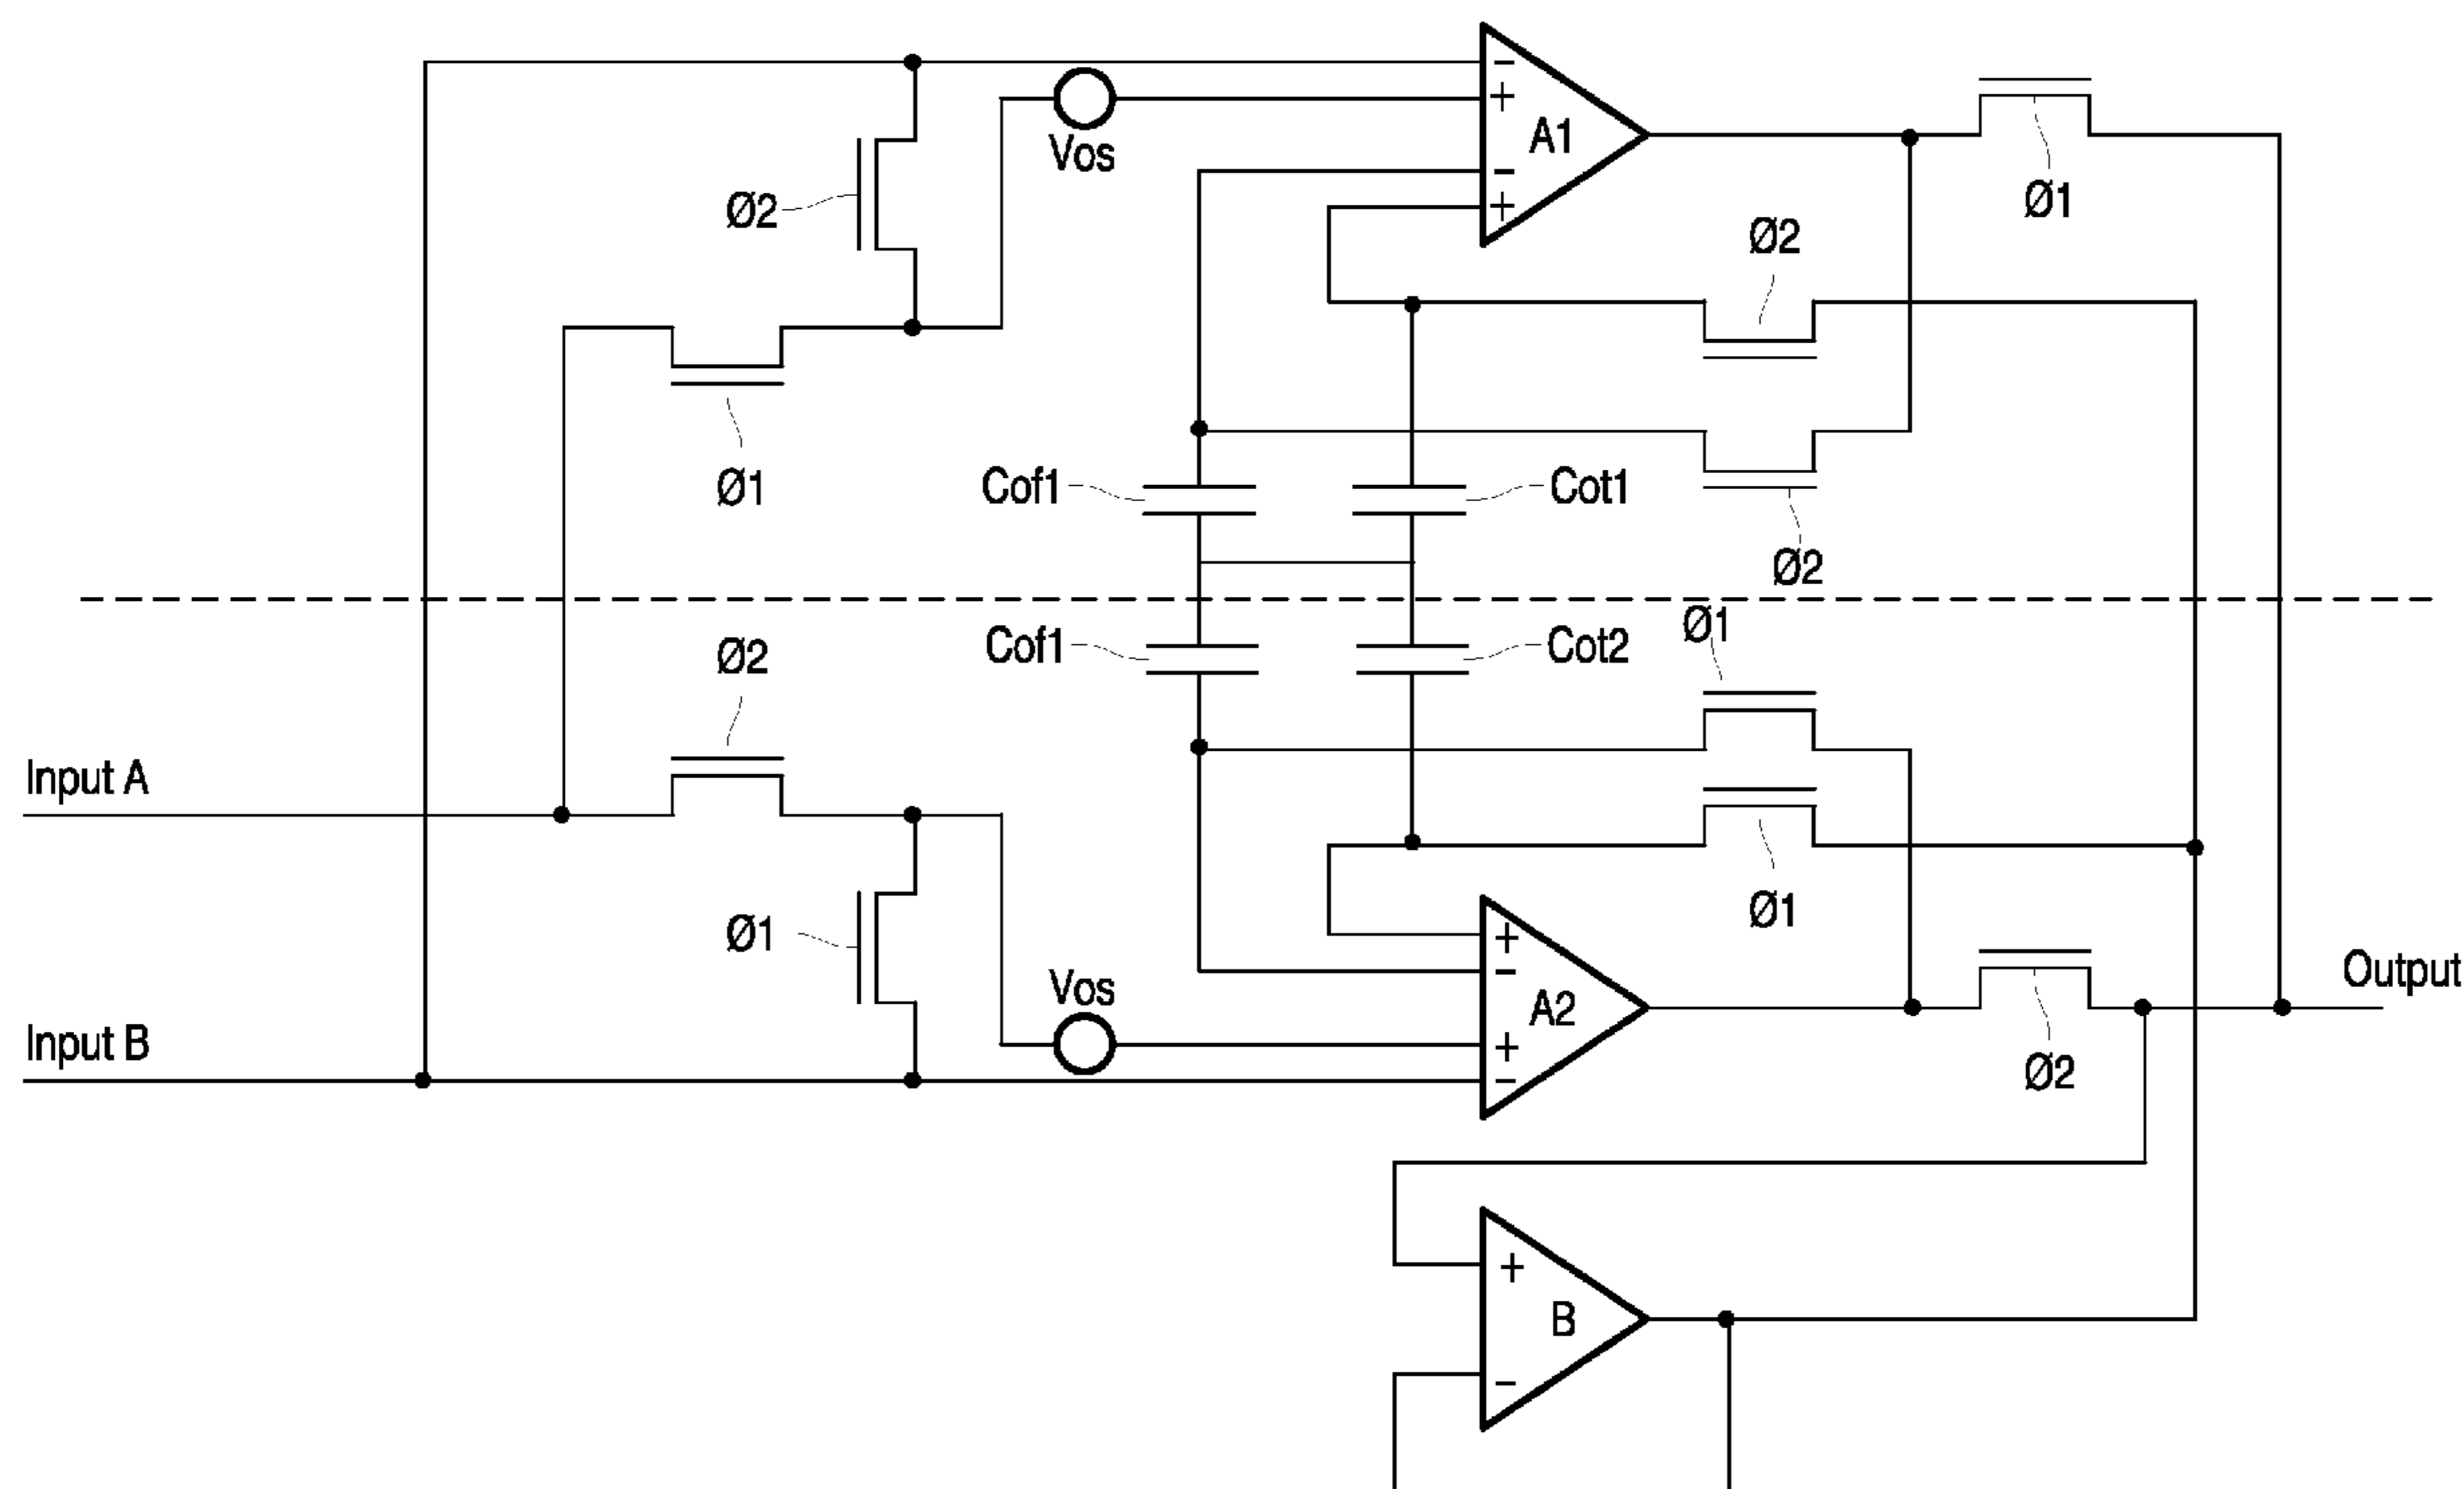 −
+
Vos
A1
−
+
Ø2
Ø1
Ø2
Ø1
Cof1
Cot1
Ø2
Ø1
Ø2
Cof1
Cot2
Input A
Ø1
Ø1
+
−
Vos
A2
Output
Input B
+
−
Ø2
+
B
−